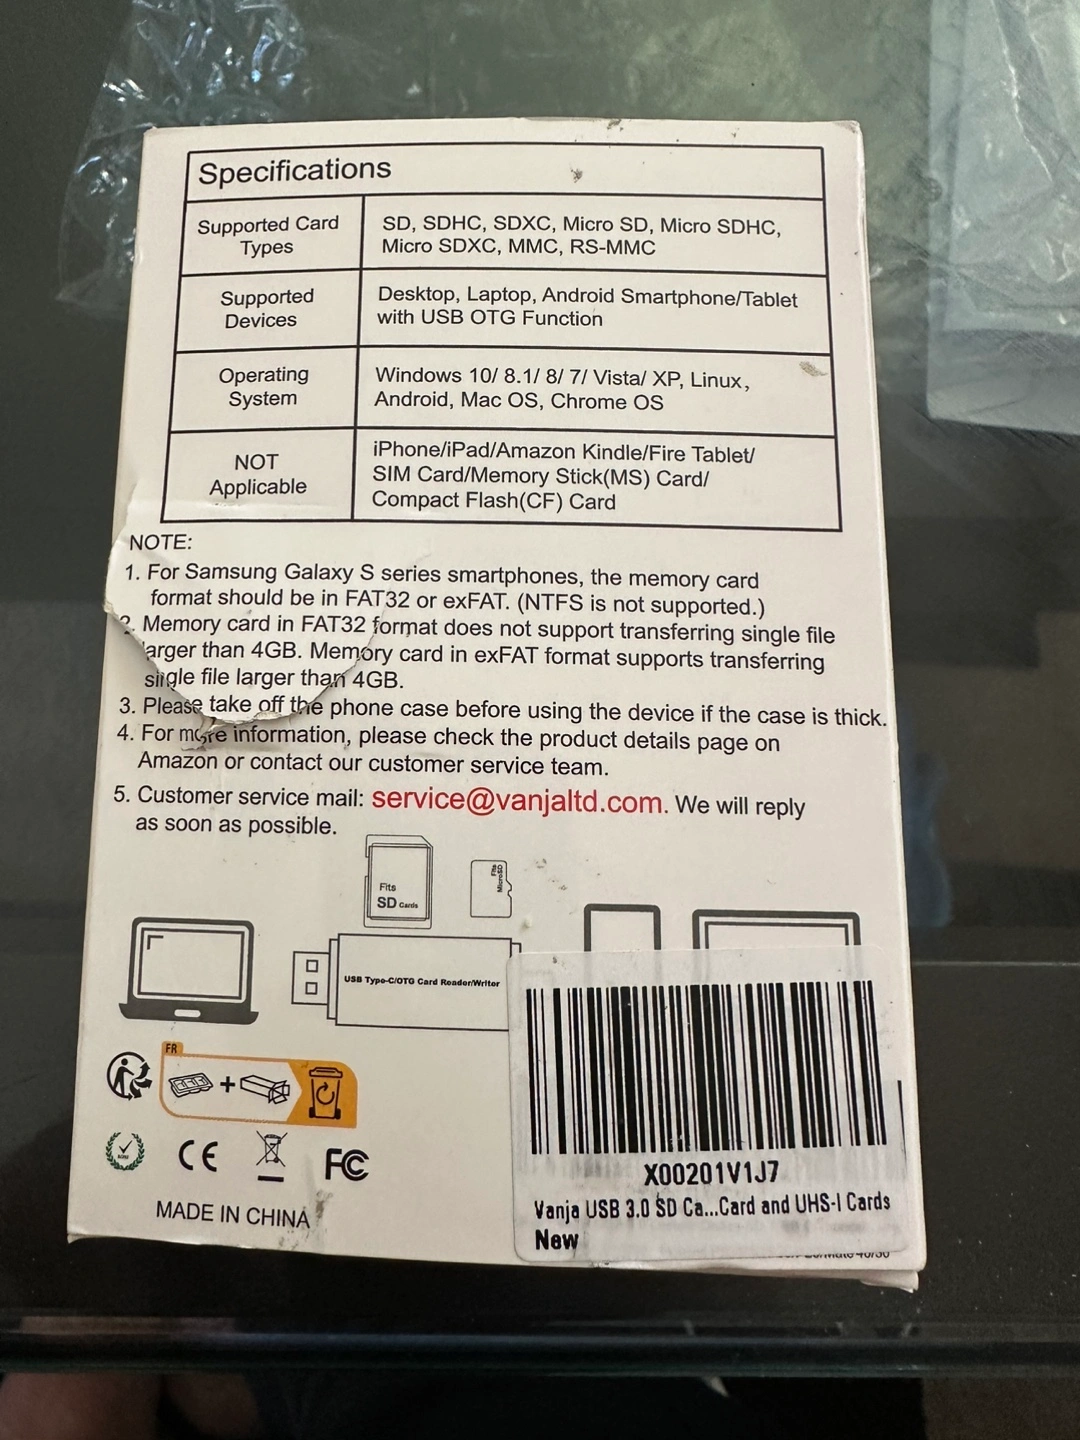 Specifications
Supported Card
Types
SD, SDHC, SDXC, Micro SD, Micro SDHC,
Micro SDXC, MMC, RS-MMC
Supported
Devices
Desktop, Laptop, Android Smartphone/Tablet
with USB OTG Function
Operating
System
Windows 10/ 8.1/ 8/ 7/ Vista/ XP, Linux,
Android, Mac OS, Chrome OS
NOT
Applicable
iPhone/iPad/Amazon Kindle/Fire Tablet/
SIM Card/Memory Stick(MS) Card/
Compact Flash(CF) Card
NOTE:
1. For Samsung Galaxy S series smartphones, the memory card
format should be in FAT32 or exFAT. (NTFS is not supported.)
2. Memory card in FAT32 format does not support transferring single file
larger than 4GB. Memory card in exFAT format supports transferring
single file larger than 4GB.
3. Please take off the phone case before using the device if the case is thick.
4. For more information, please check the product details page on
Amazon or contact our customer service team.
5. Customer service mail: service@vanjaltd.com. We will reply
as soon as possible.
Fits
SD Cards
Fits
MicroSD
USB Type-C/OTG Card Reader/Writer
FR
+
CE
FC
MADE IN CHINA
X00201V1J7
Vanja USB 3.0 SD Ca...Card and UHS-I Cards
New